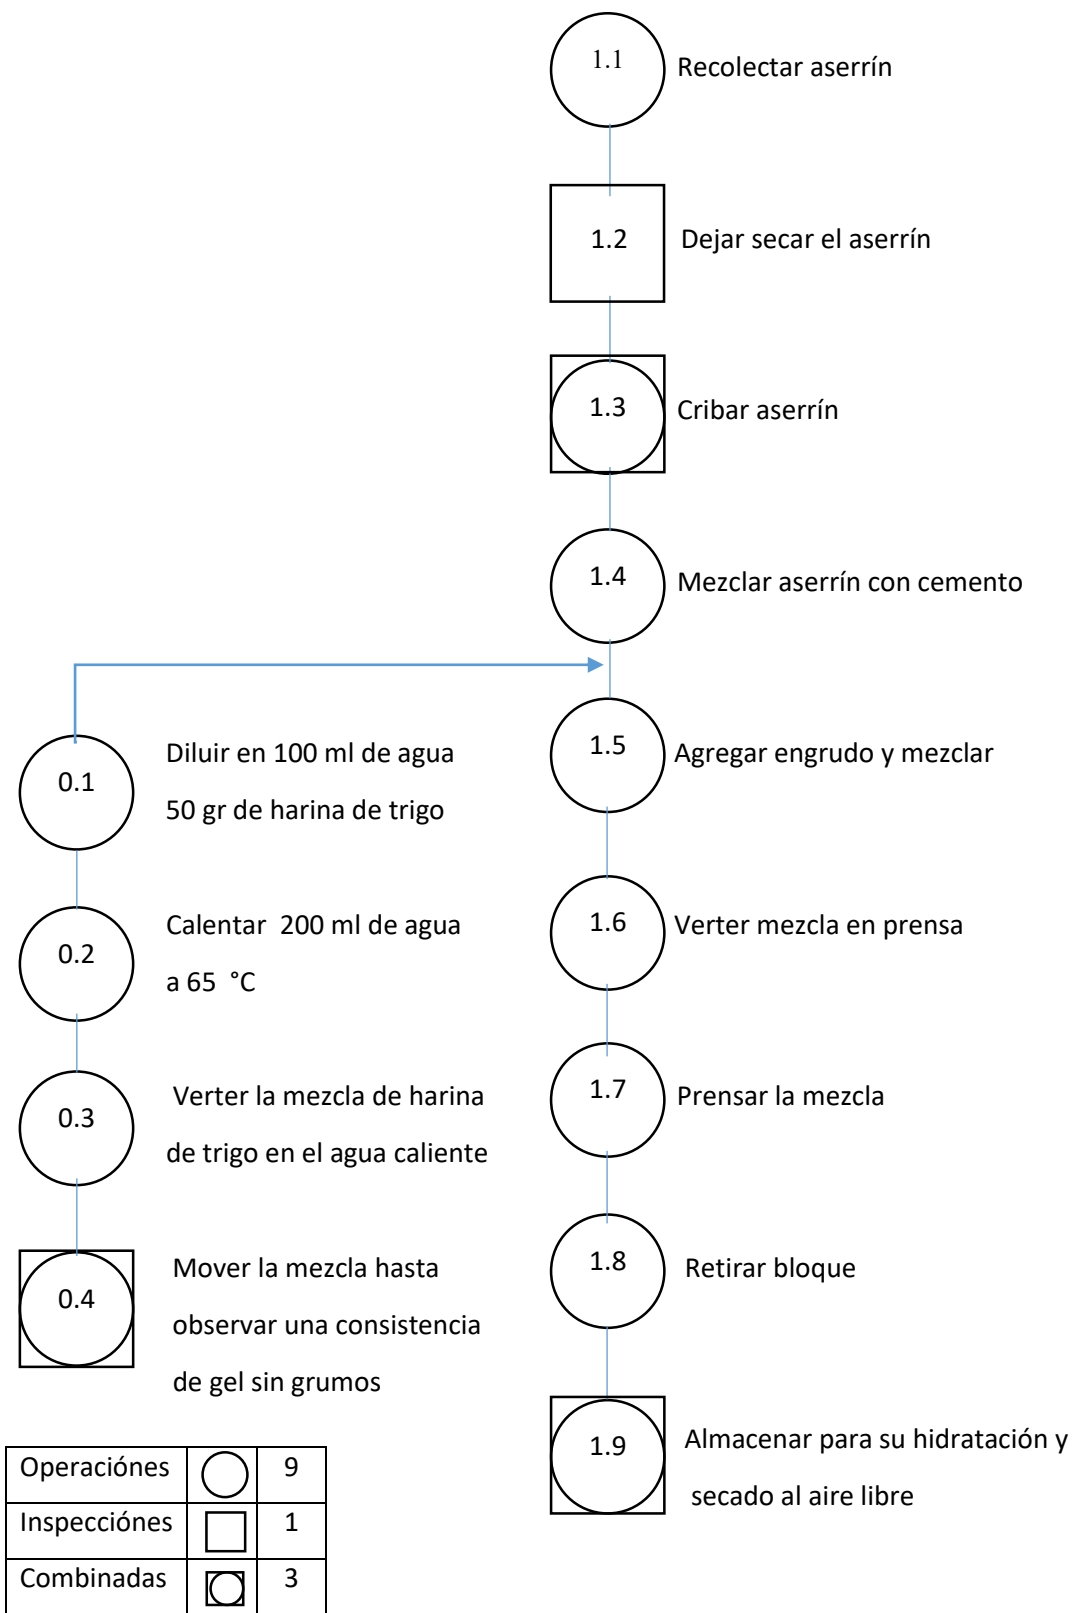 1.1 Recolectar aserrín
1.2 Dejar secar el aserrín
1.3 Cribar aserrín
1.4 Mezclar aserrín con cemento
0.1 Diluir en 100 ml de agua
50 gr de harina de trigo
0.2 Calentar 200 ml de agua
a 65 °C
0.3 Verter la mezcla de harina
de trigo en el agua caliente
0.4 Mover la mezcla hasta
observar una consistencia
de gel sin grumos
1.5 Agregar engrudo y mezclar
1.6 Verter mezcla en prensa
1.7 Prensar la mezcla
1.8 Retirar bloque
1.9 Almacenar para su hidratación y
secado al aire libre
Operaciónes 9
Inspecciónes 1
Combinadas 3